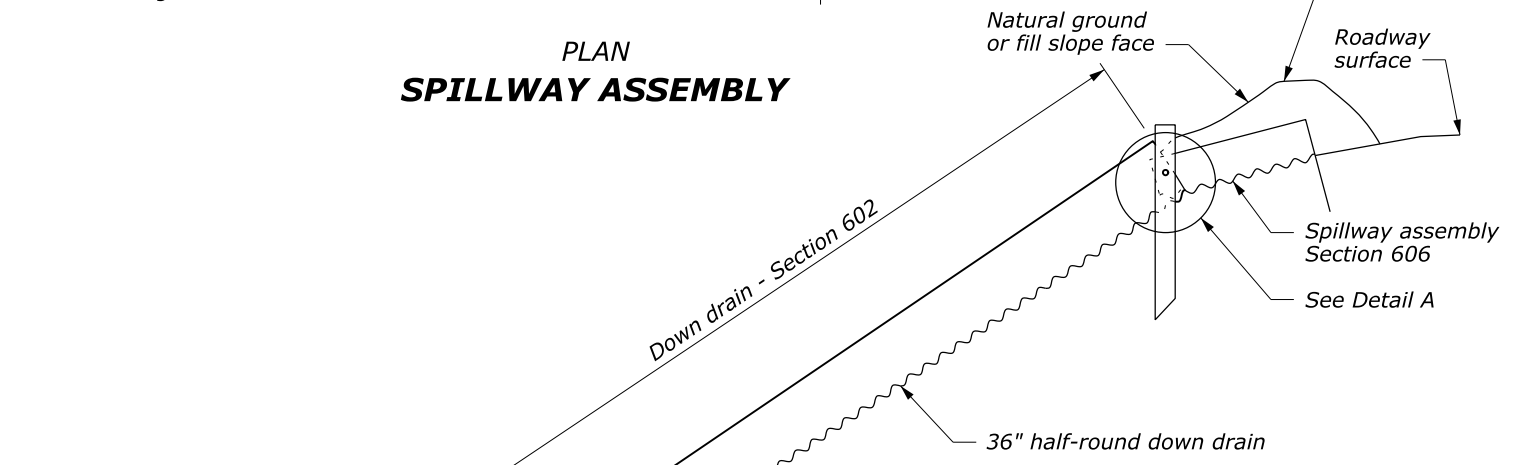 PLAN
SPILLWAY ASSEMBLY
Natural ground
or fill slope face
Roadway
surface
Down drain - Section 602
Spillway assembly
Section 606
See Detail A
36" half-round down drain